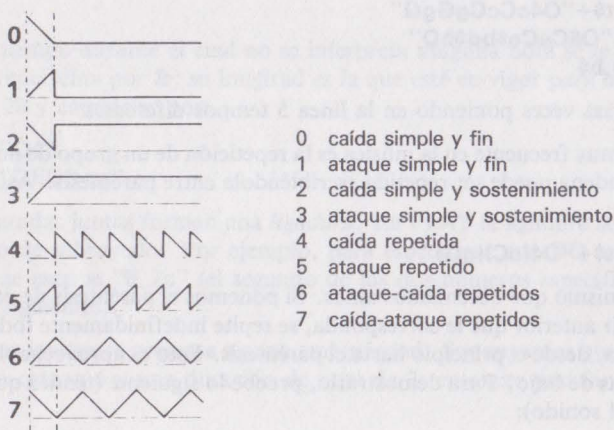 0 caída simple y fin
1 ataque simple y fin
2 caída simple y sostenimiento
3 ataque simple y sostenimiento
4 caída repetida
5 ataque repetido
6 ataque-caída repetidos
7 caída-ataque repetidos
0
1
2
3
4
5
6
7